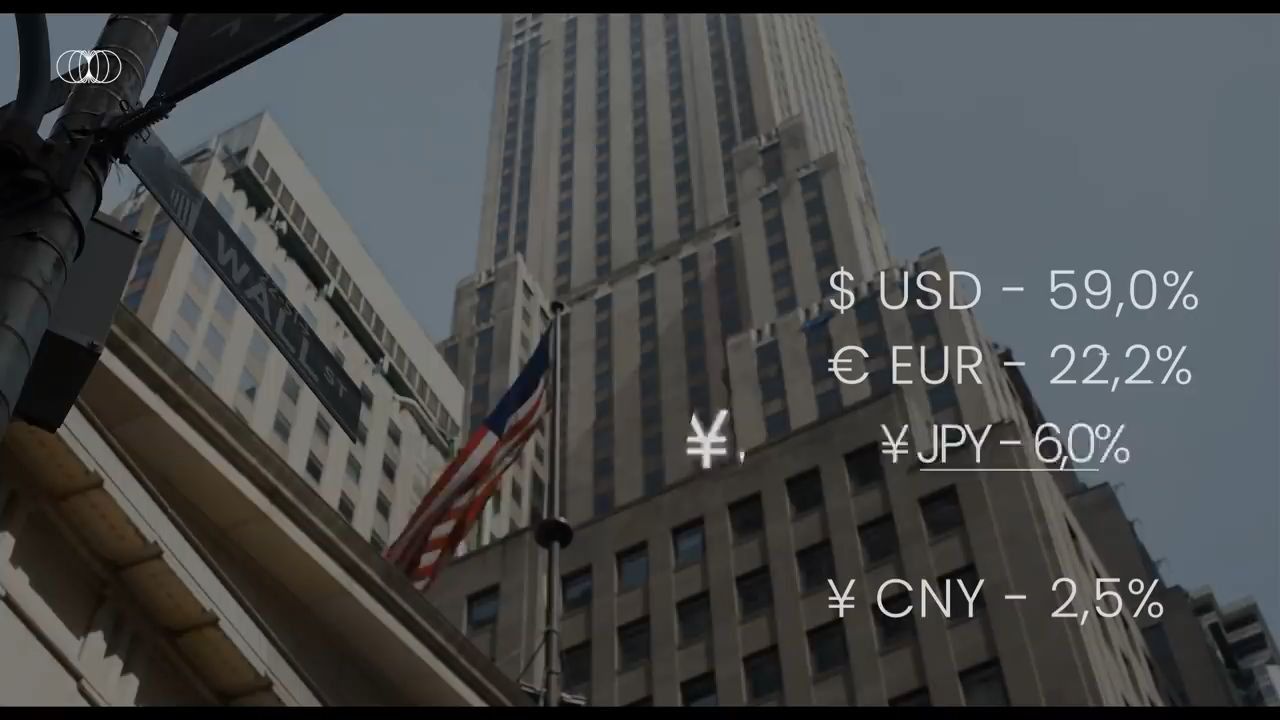 WALL ST
$ USD - 59,0%
€ EUR - 22,2%
¥ JPY - 6,0%
¥,
¥ CNY - 2,5%